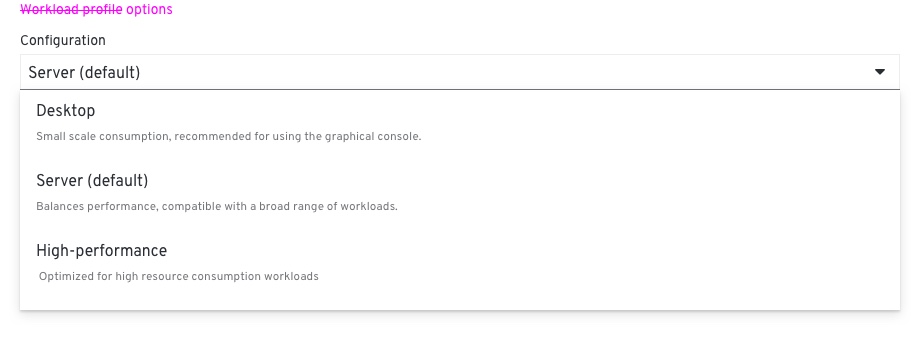 Workload profile options
Configuration
Server (default)
Desktop
Small scale consumption, recommended for using the graphical console.
Server (default)
Balances performance, compatible with a broad range of workloads.
High-performance
Optimized for high resource consumption workloads